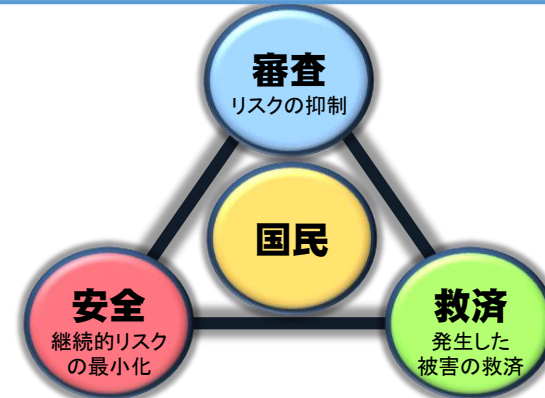 審査
リスクの抑制
国民
安全
継続的リスク
の最小化
救済
発生した
被害の救済